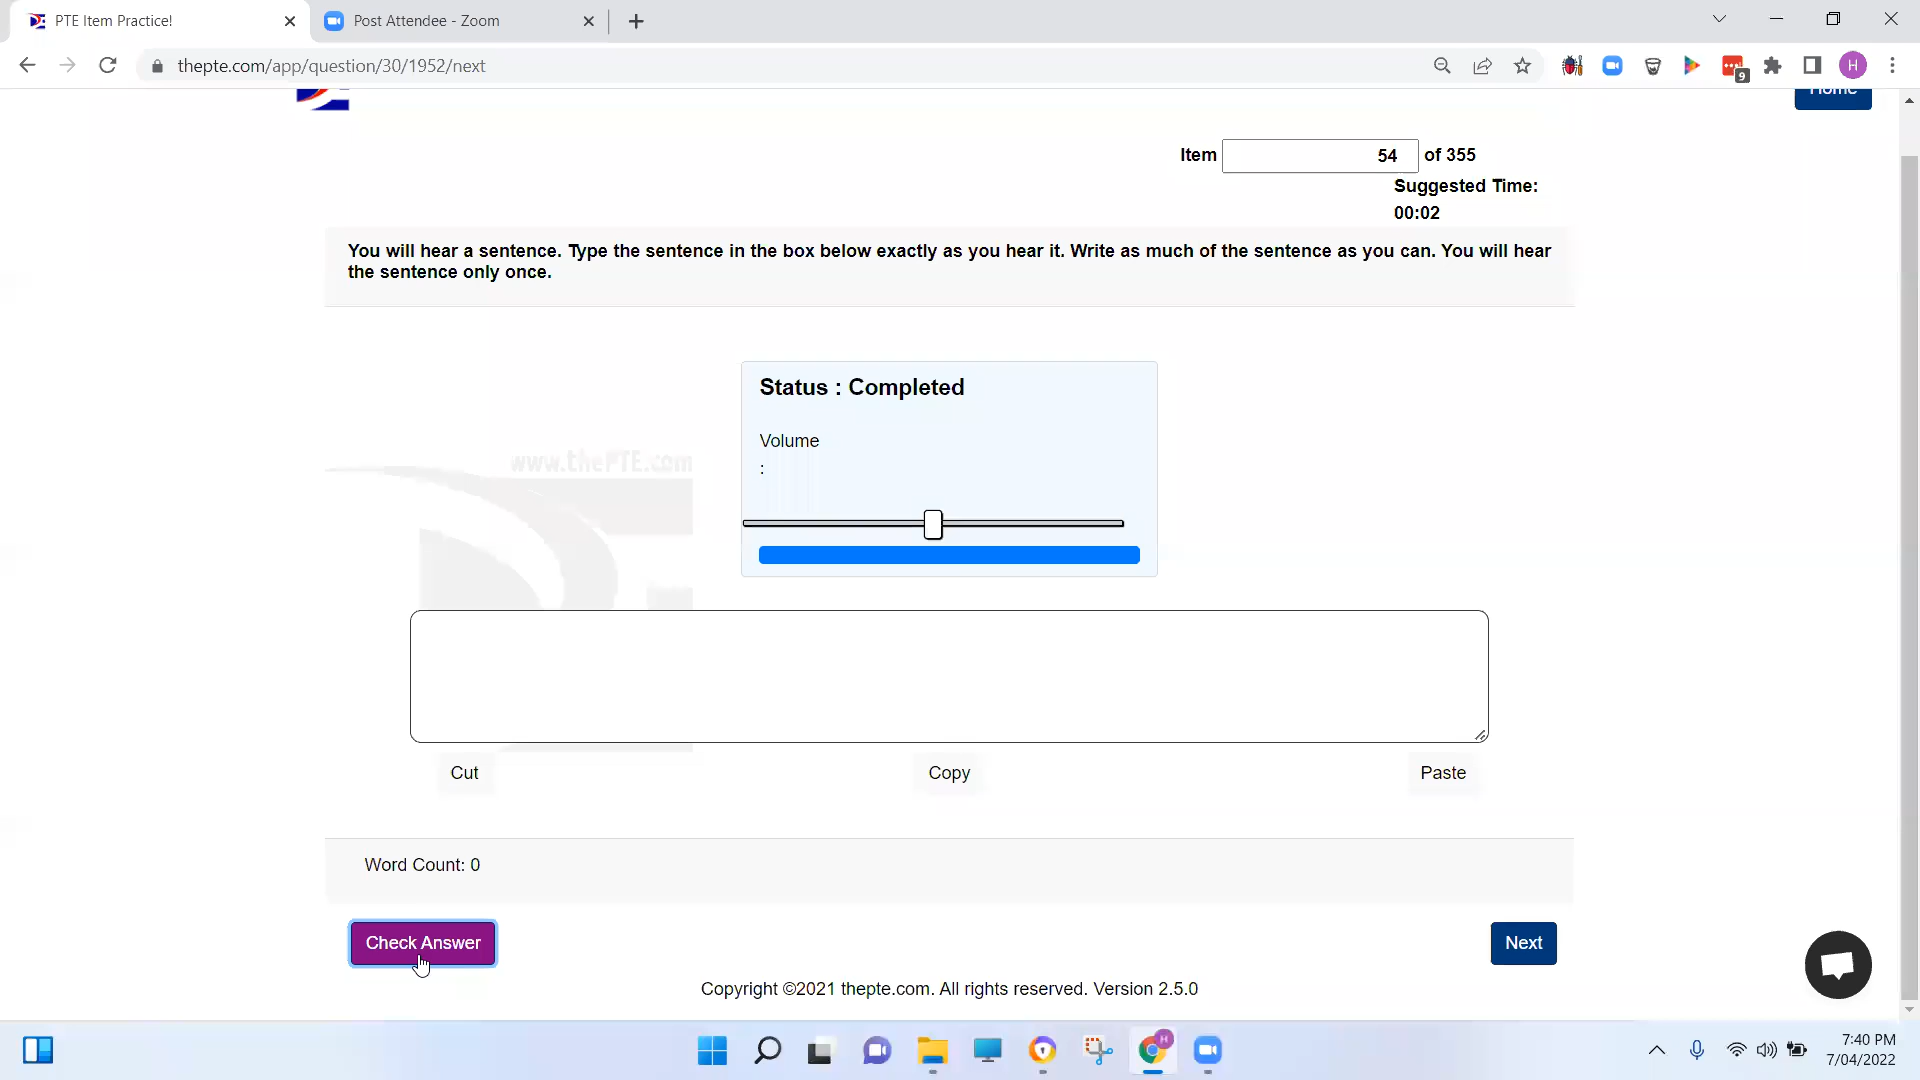 PTE Item Practice!
Post Attendee - Zoom
thepte.com/app/question/30/1952/next
9
H
Home
Item 54 of 355
Suggested Time:
00:02
You will hear a sentence. Type the sentence in the box below exactly as you hear it. Write as much of the sentence as you can. You will hear
the sentence only once.
Status : Completed
Volume
:
www.thePTE.com
Cut
Copy
Paste
Word Count: 0
Check Answer
Next
Copyright ©2021 thepte.com. All rights reserved. Version 2.5.0
H
7:40 PM
7/04/2022